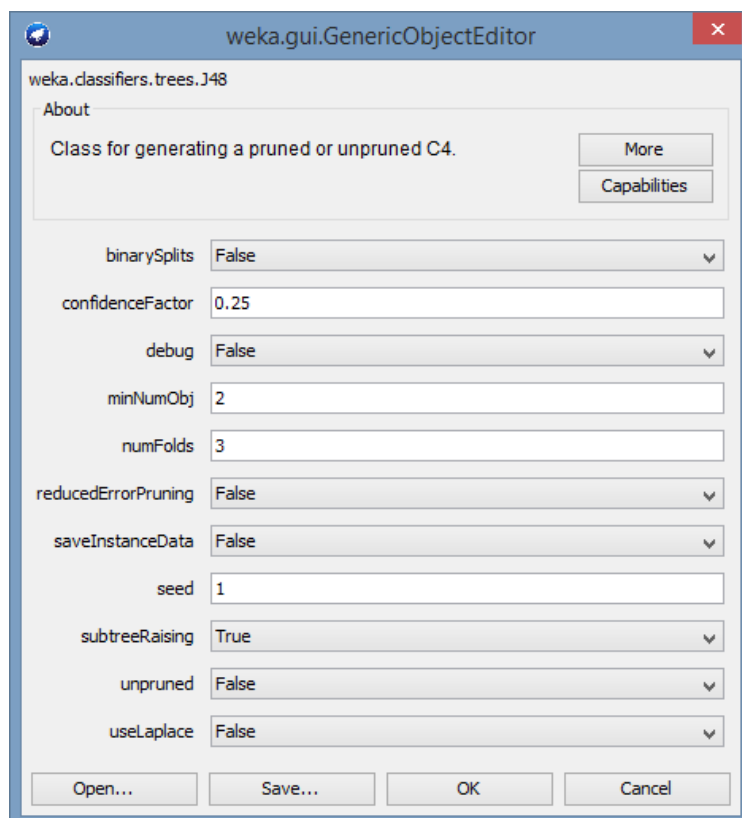 weka.gui.GenericObjectEditor
weka.classifiers.trees.J48
About
Class for generating a pruned or unpruned C4.
More
Capabilities
binarySplits False
confidenceFactor 0.25
debug False
minNumObj 2
numFolds 3
reducedErrorPruning False
saveInstanceData False
seed 1
subtreeRaising True
unpruned False
useLaplace False
Open... Save... OK Cancel